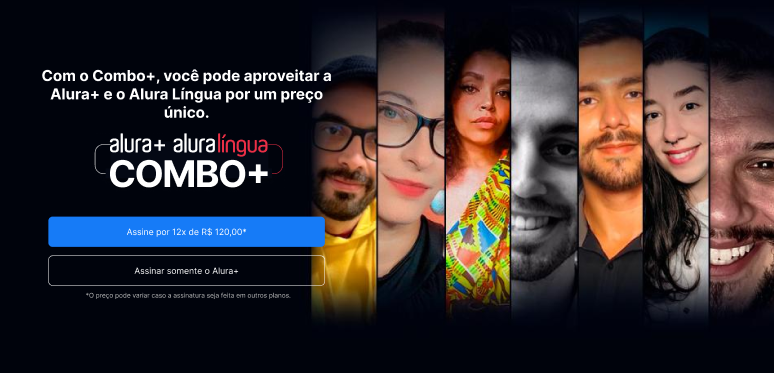 Com o Combo+, você pode aproveitar a
Alura+ e o Alura Língua por um preço
único.
alura+ aluralíngua
COMBO+
Assine por 12x de R$ 120,00*
Assinar somente o Alura+
*O preço pode variar caso a assinatura seja feita em outros planos.